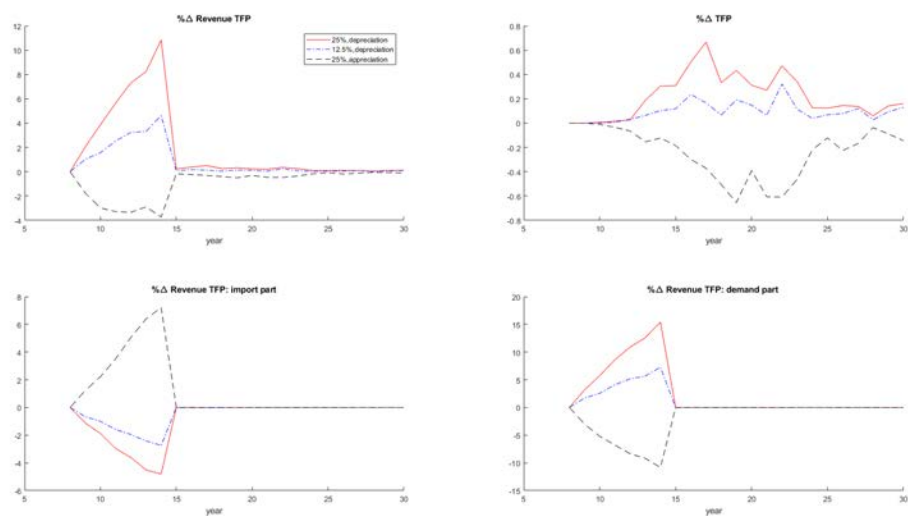 %Δ Revenue TFP
12
10
8
6
4
2
0
-2
-4
5 10 15 20 25 30
year
25%,depreciation
12.5%,depreciation
25%,appreciation
%Δ TFP
0.8
0.6
0.4
0.2
0
-0.2
-0.4
-0.6
-0.8
5 10 15 20 25 30
year
%Δ Revenue TFP: import part
8
6
4
2
0
-2
-4
-6
5 10 15 20 25 30
year
%Δ Revenue TFP: demand part
20
15
10
5
0
-5
-10
-15
5 10 15 20 25 30
year